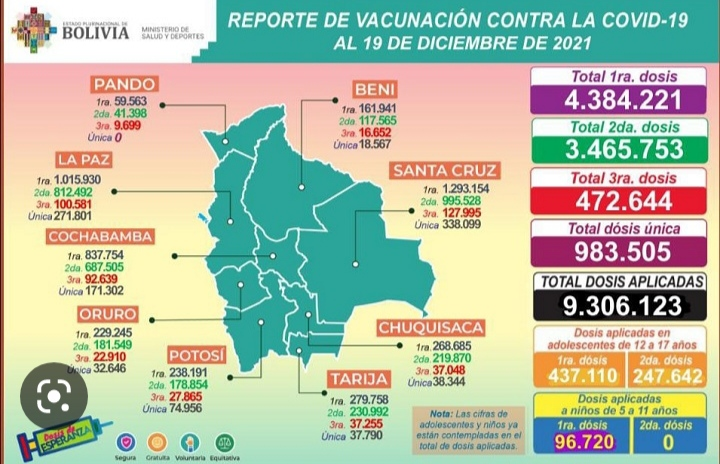 ESTADO PLURINACIONAL DE
BOLIVIA
MINISTERIO
DE SALUD Y DEPORTES
REPORTE DE VACUNACIÓN CONTRA LA COVID-19
AL 19 DE DICIEMBRE DE 2021
PANDO
1ra. 59.563
2da. 41.398
3ra. 9.699
Única 0
BENI
1ra. 161.941
2da. 117.565
3ra. 16.652
Única 18.567
LA PAZ
1ra. 1.015.930
2da. 812.492
3ra. 100.581
Única 271.801
SANTA CRUZ
1ra. 1.293.154
2da. 995.528
3ra. 127.995
Única 338.099
COCHABAMBA
1ra. 837.754
2da. 687.505
3ra. 92.639
Única 171.302
ORURO
1ra. 229.245
2da. 181.549
3ra. 22.910
Única 32.646
POTOSÍ
1ra. 238.191
2da. 178.854
3ra. 27.865
Única 74.956
CHUQUISACA
1ra. 268.685
2da. 219.870
3ra. 37.048
Única 38.344
TARIJA
1ra. 279.758
2da. 230.992
3ra. 37.255
Única 37.790
Total 1ra. dosis
4.384.221
Total 2da. dosis
3.465.753
Total 3ra. dosis
472.644
Total dósis única
983.505
TOTAL DOSIS APLICADAS
9.306.123
Dosis aplicadas en
adolescentes de 12 a 17 años
1ra. dósis 2da. dósis
437.110 247.642
Dosis aplicadas
a niños de 5 a 11 años
1ra. dósis 2da. dósis
96.720 0
Nota: Las cifras de
adolescentes y niños ya
están contempladas en el
total de dosis aplicadas.
Dosis de
ESPERANZA
Segura Gratuita Voluntaria Equitativa